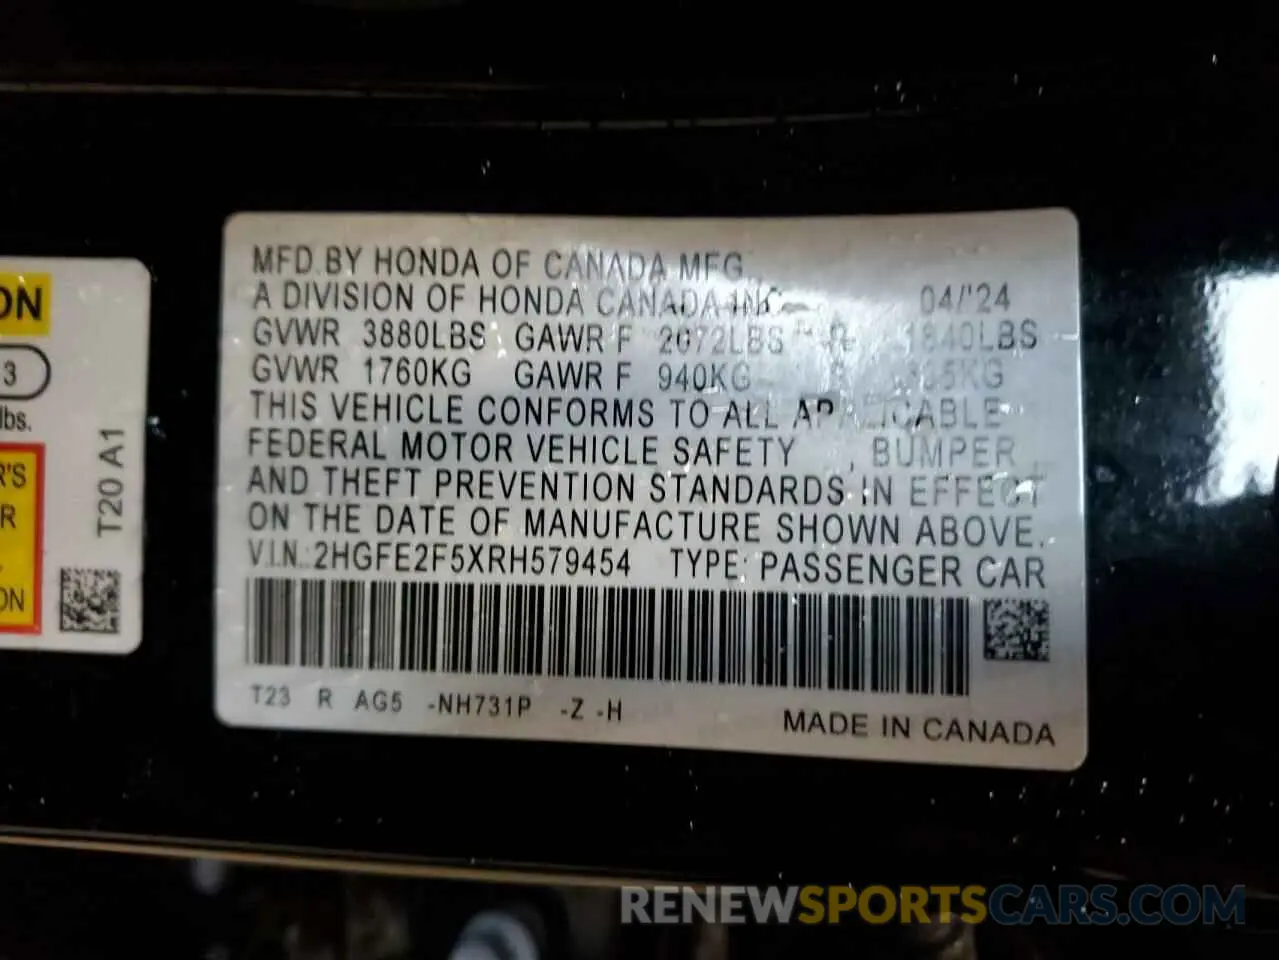 MFD.BY HONDA OF CANADA MFG.
A DIVISION OF HONDA CANADA INC. 04/'24
GVWR 3880LBS GAWR F 2072LBS R 1840LBS
GVWR 1760KG GAWR F 940KG R 835KG
THIS VEHICLE CONFORMS TO ALL APPLICABLE
FEDERAL MOTOR VEHICLE SAFETY , BUMPER ,
AND THEFT PREVENTION STANDARDS IN EFFECT
ON THE DATE OF MANUFACTURE SHOWN ABOVE.
V.I.N.:2HGFE2F5XRH579454 TYPE: PASSENGER CAR
T23 R AG5 -NH731P -Z -H
MADE IN CANADA
3
lbs.
T20 A1
RENEWSPORTSCARS.COM